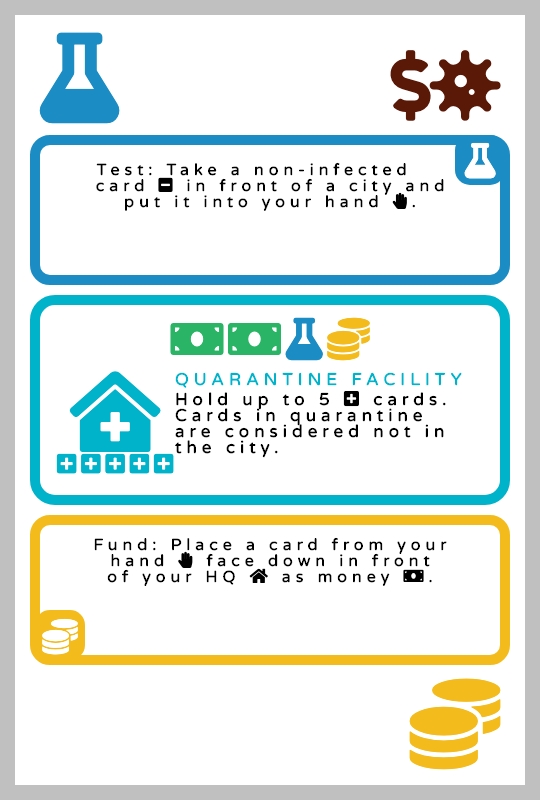 $
Test: Take a non-infected
card in front of a city and
put it into your hand .
QUARANTINE FACILITY
Hold up to 5 cards.
Cards in quarantine
are considered not in
the city.
Fund: Place a card from your
hand face down in front
of your HQ as money .